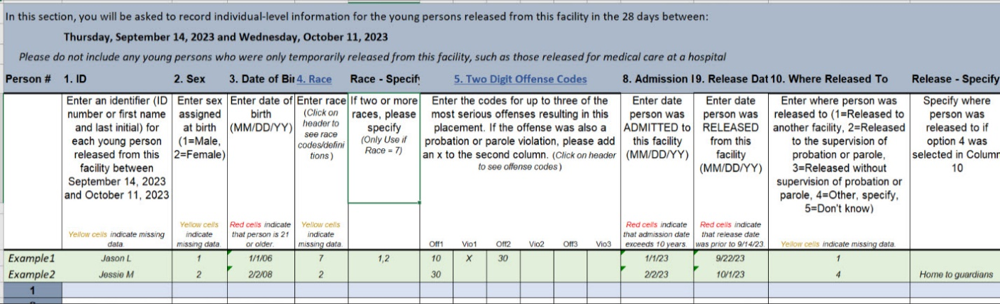 In this section, you will be asked to record individual-level information for the young persons released from this facility in the 28 days between:
Thursday, September 14, 2023 and Wednesday, October 11, 2023
Please do not include any young persons who were only temporarily released from this facility, such as those released for medical care at a hospital
Person # 1. ID 2. Sex 3. Date of Bir 4. Race Race - Specify 5. Two Digit Offense Codes 8. Admission 9. Release Dat 10. Where Released To Release - Specify
Enter an identifier (ID
number or first name
and last initial) for
each young person
released from this
facility between
September 14, 2023
and October 11, 2023
Yellow cells indicate missing
data.
Enter sex
assigned
at birth
(1=Male,
2=Female)
Yellow cells
indicate
missing data.
Enter date of
birth
(MM/DD/YY)
Red cells indicate
that person is 21
or older.
Enter race
(Click on
header to
see race
codes/defini
tions)
Yellow cells
indicate
missing data.
If two or more
races, please
specify
(Only Use if
Race = 7)
Enter the codes for up to three of the
most serious offenses resulting in this
placement. If the offense was also a
probation or parole violation, please add
an x to the second column. (Click on header
to see offense codes)
Off1 Vio1 Off2 Vio2 Off3 Vio3
Enter date
person was
ADMITTED to
this facility
(MM/DD/YY)
Red cells indicate
that admission date
exceeds 10 years.
Enter date
person was
RELEASED
from this
facility
(MM/DD/YY)
Red cells indicate
that release date
was prior to 9/14/23.
Enter where person was
released to (1=Released to
another facility, 2=Released
to the supervision of
probation or parole,
3=Released without
supervision of probation or
parole, 4=Other, specify,
5=Don't know)
Yellow cells indicate missing data.
Specify where
person was
released to if
option 4 was
selected in Column
10
Example1 Jason L 1 1/1/06 7 1,2 10 X 30 1/1/23 9/22/23 1
Example2 Jessie M 2 2/2/08 2 30 2/2/23 10/1/23 4 Home to guardians
1